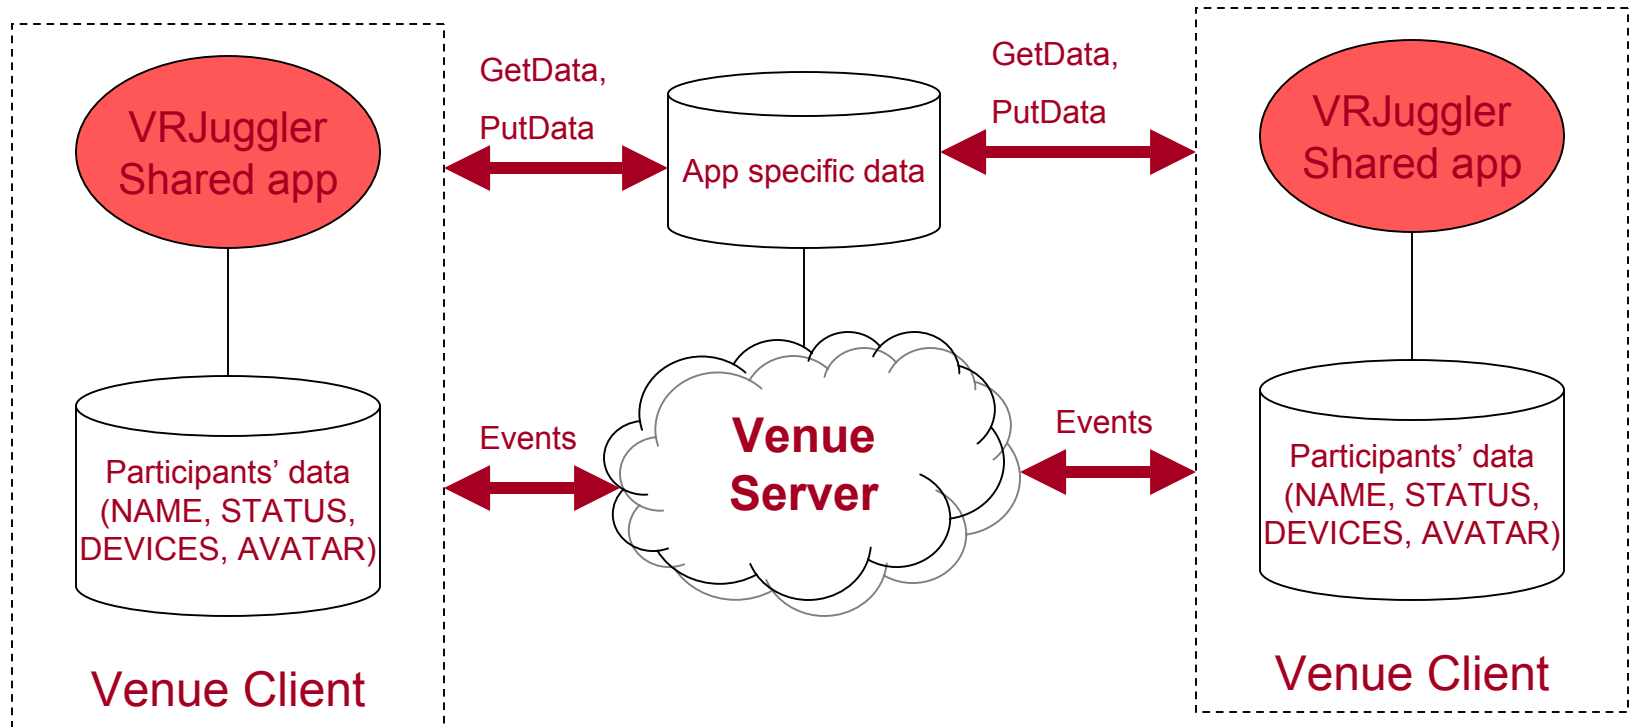 VRJuggler
Shared app
Participants’ data
(NAME, STATUS,
DEVICES, AVATAR)
Venue Client
GetData,
PutData
Events
App specific data
Venue
Server
GetData,
PutData
Events
VRJuggler
Shared app
Participants’ data
(NAME, STATUS,
DEVICES, AVATAR)
Venue Client